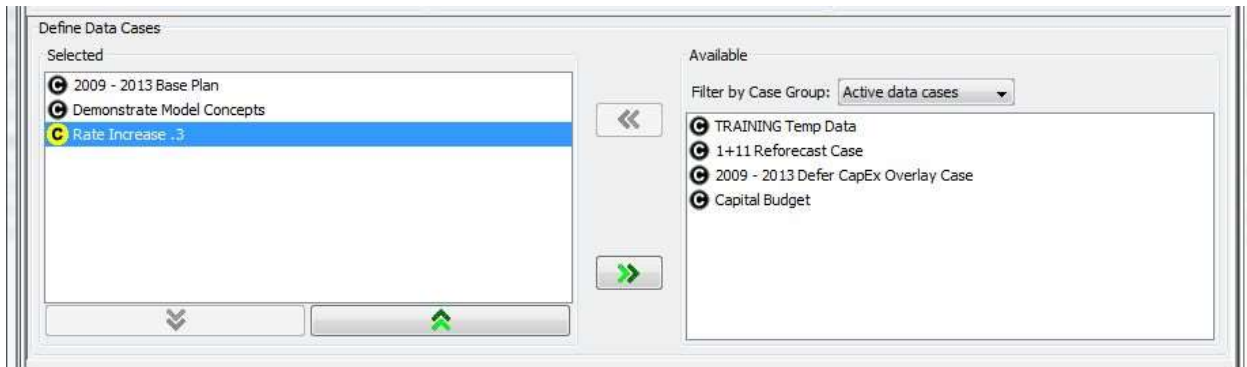 Define Data Cases
Selected
2009 - 2013 Base Plan
Demonstrate Model Concepts
Rate Increase .3
Available
Filter by Case Group: Active data cases
TRAINING Temp Data
1+11 Reforecast Case
2009 - 2013 Defer CapEx Overlay Case
Capital Budget